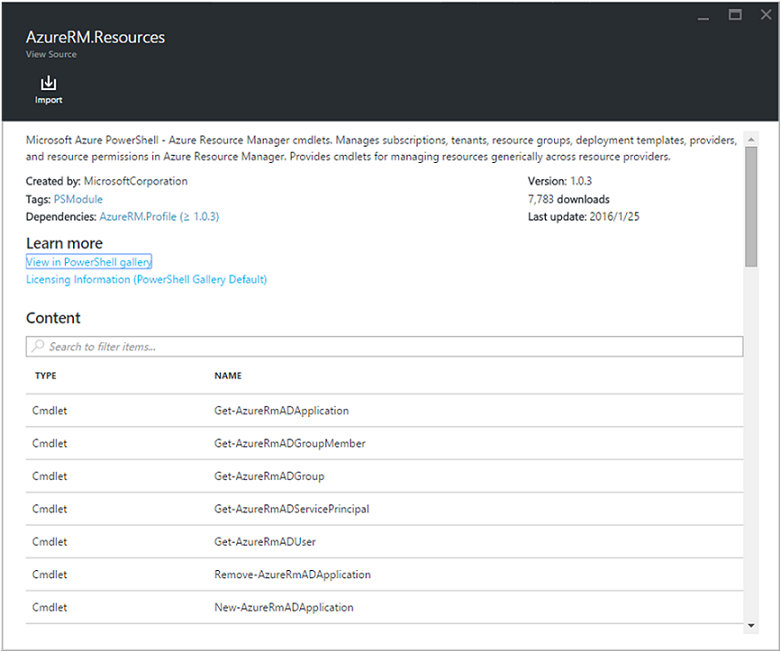 AzureRM.Resources
View Source
Import
Microsoft Azure PowerShell - Azure Resource Manager cmdlets. Manages subscriptions, tenants, resource groups, deployment templates, providers,
and resource permissions in Azure Resource Manager. Provides cmdlets for managing resources generically across resource providers.
Created by: MicrosoftCorporation
Version: 1.0.3
Tags: PSModule
7,783 downloads
Dependencies: AzureRM.Profile (≥ 1.0.3)
Last update: 2016/1/25
Learn more
View in PowerShell gallery
Licensing Information (PowerShell Gallery Default)
Content
Search to filter items...
TYPE NAME
Cmdlet Get-AzureRmADApplication
Cmdlet Get-AzureRmADGroupMember
Cmdlet Get-AzureRmADGroup
Cmdlet Get-AzureRmADServicePrincipal
Cmdlet Get-AzureRmADUser
Cmdlet Remove-AzureRmADApplication
Cmdlet New-AzureRmADApplication